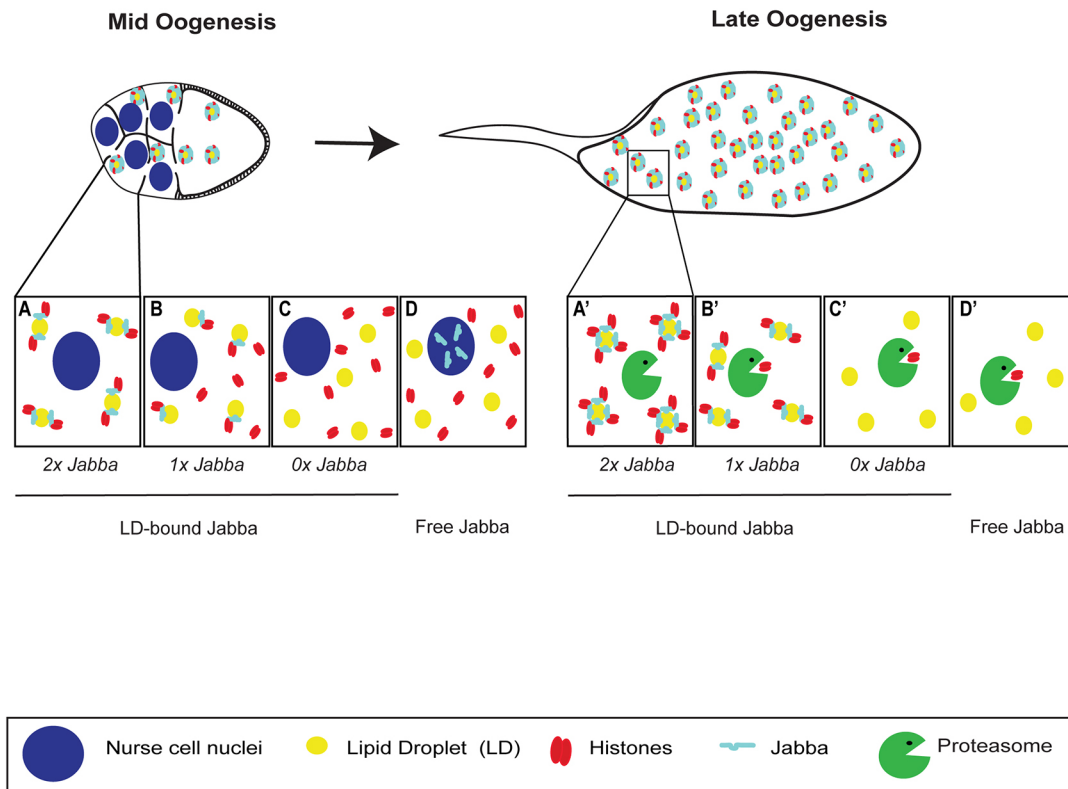 Mid Oogenesis
Late Oogenesis
A
B
C
D
A’
B’
C’
D’
2x Jabba
1x Jabba
0x Jabba
2x Jabba
1x Jabba
0x Jabba
LD-bound Jabba
Free Jabba
LD-bound Jabba
Free Jabba
Nurse cell nuclei
Lipid Droplet (LD)
Histones
Jabba
Proteasome